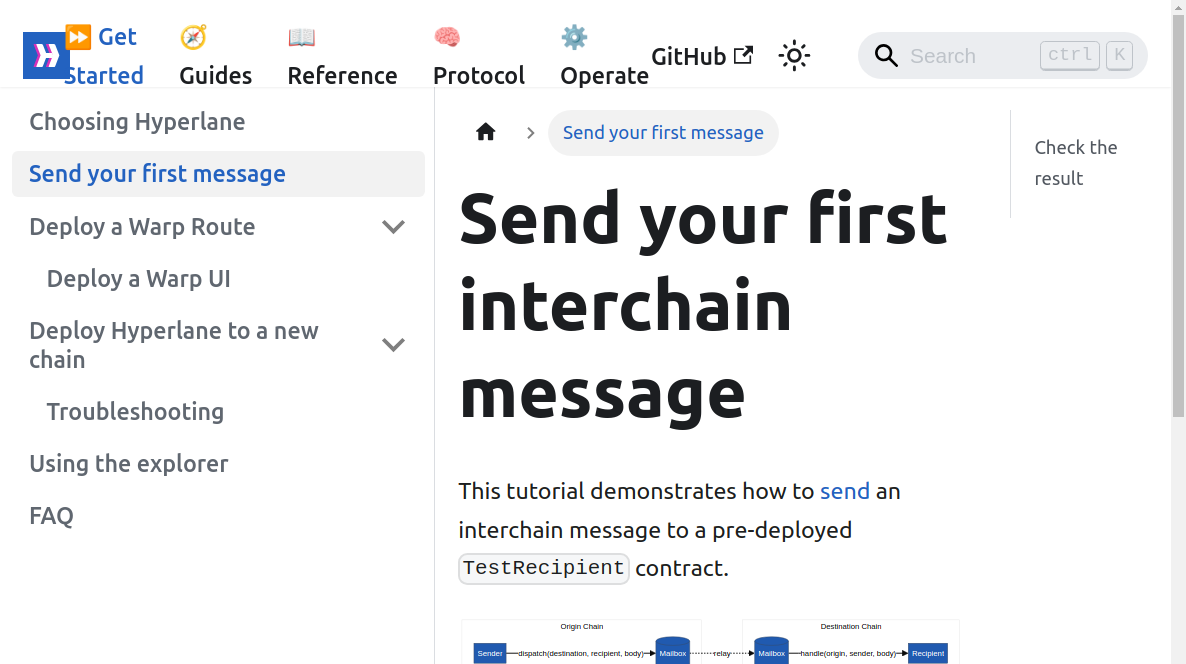 Get Started
Guides
Reference
Protocol
Operate
GitHub
Search
ctrl
K
Choosing Hyperlane
Send your first message
Deploy a Warp Route
Deploy a Warp UI
Deploy Hyperlane to a new
chain
Troubleshooting
Using the explorer
FAQ
Send your first message
Check the
result
Send your first
interchain
message
This tutorial demonstrates how to send an
interchain message to a pre-deployed
TestRecipient contract.
Origin Chain
Destination Chain
Sender
dispatch(destination, recipient, body)
Mailbox
relay
Mailbox
handle(origin, sender, body)
Recipient